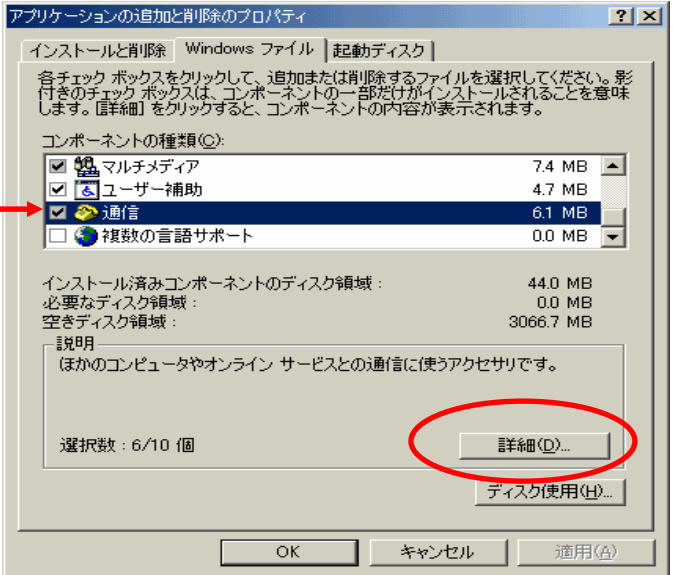 アプリケーションの追加と削除のプロパティ
インストールと削除 Windows ファイル 起動ディスク
各チェック ボックスをクリックして、追加または削除するファイルを選択してください。影
付きのチェック ボックスは、コンポーネントの一部だけがインストールされることを意味
します。[詳細] をクリックすると、コンポーネントの内容が表示されます。
コンポーネントの種類(C):
マルチメディア 7.4 MB
ユーザー補助 4.7 MB
通信 6.1 MB
複数の言語サポート 0.0 MB
インストール済みコンポーネントのディスク領域 : 44.0 MB
必要なディスク領域 : 0.0 MB
空きディスク領域 : 3066.7 MB
説明
ほかのコンピュータやオンライン サービスとの通信に使うアクセサリです。
選択数 : 6/10 個 詳細(D)...
ディスク使用(H)...
OK キャンセル 適用(A)